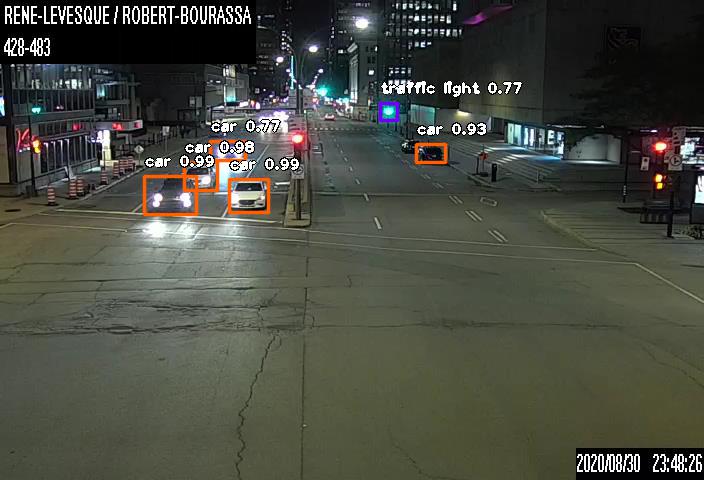 RENE-LEVESQUE / ROBERT-BOURASSA
428-483
traffic light 0.77
car 0.77
car 0.93
car 0.98
car 0.99
car 0.99
2020/08/30 23:48:26